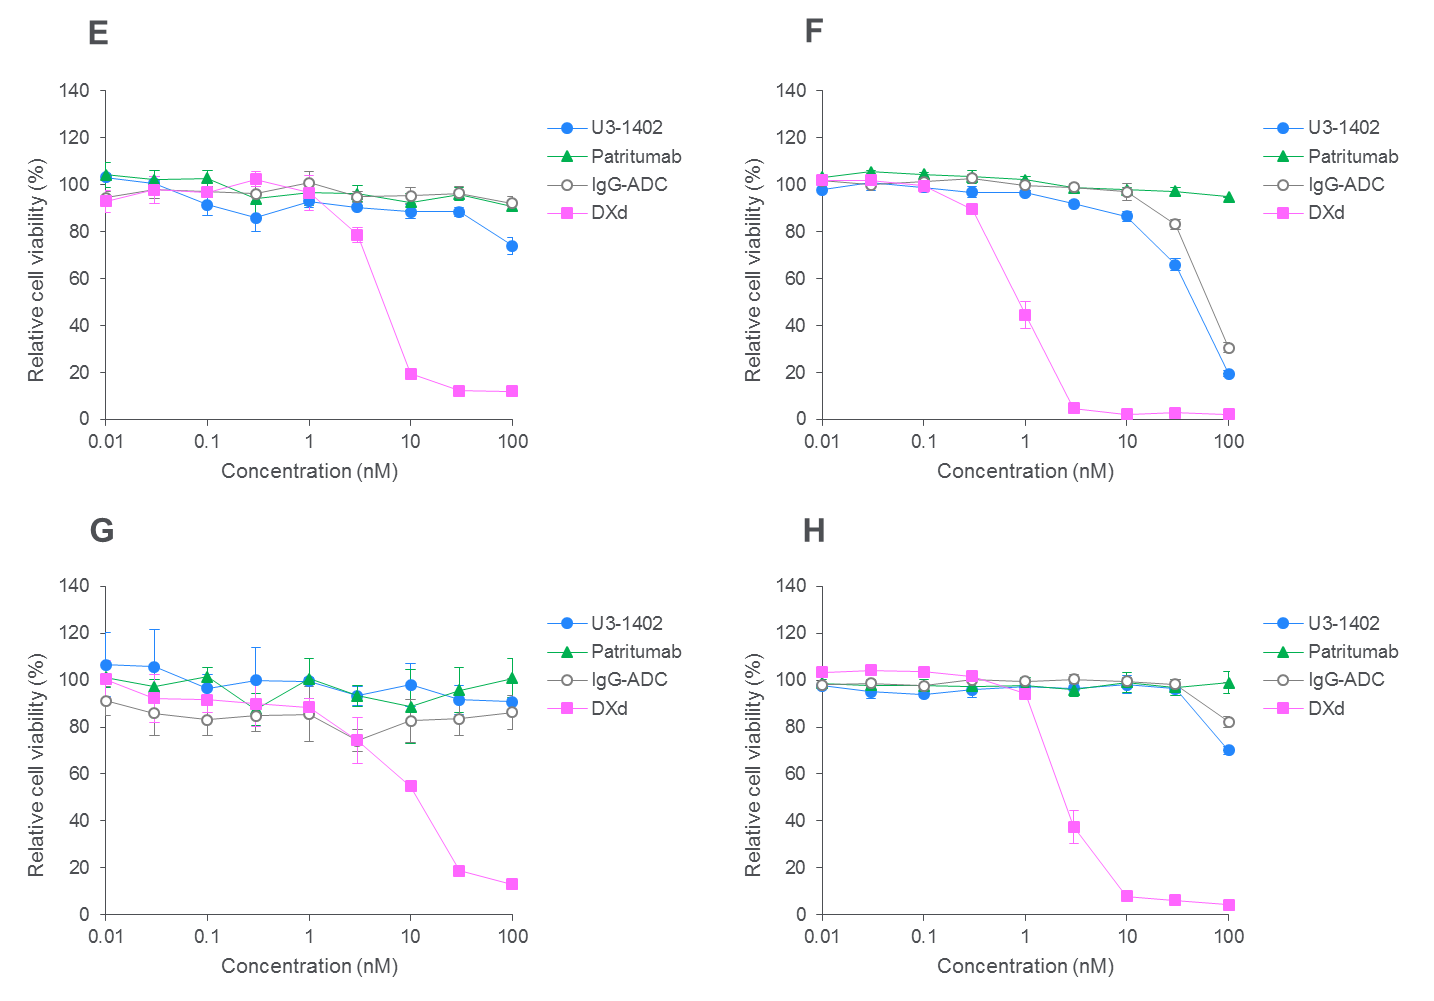 E
140
120
100
80
60
40
20
0
Relative cell viability (%)
0.01 0.1 1 10 100
Concentration (nM)
U3-1402
Patritumab
IgG-ADC
DXd
F
140
120
100
80
60
40
20
0
Relative cell viability (%)
0.01 0.1 1 10 100
Concentration (nM)
U3-1402
Patritumab
IgG-ADC
DXd
G
140
120
100
80
60
40
20
0
Relative cell viability (%)
0.01 0.1 1 10 100
Concentration (nM)
U3-1402
Patritumab
IgG-ADC
DXd
H
140
120
100
80
60
40
20
0
Relative cell viability (%)
0.01 0.1 1 10 100
Concentration (nM)
U3-1402
Patritumab
IgG-ADC
DXd